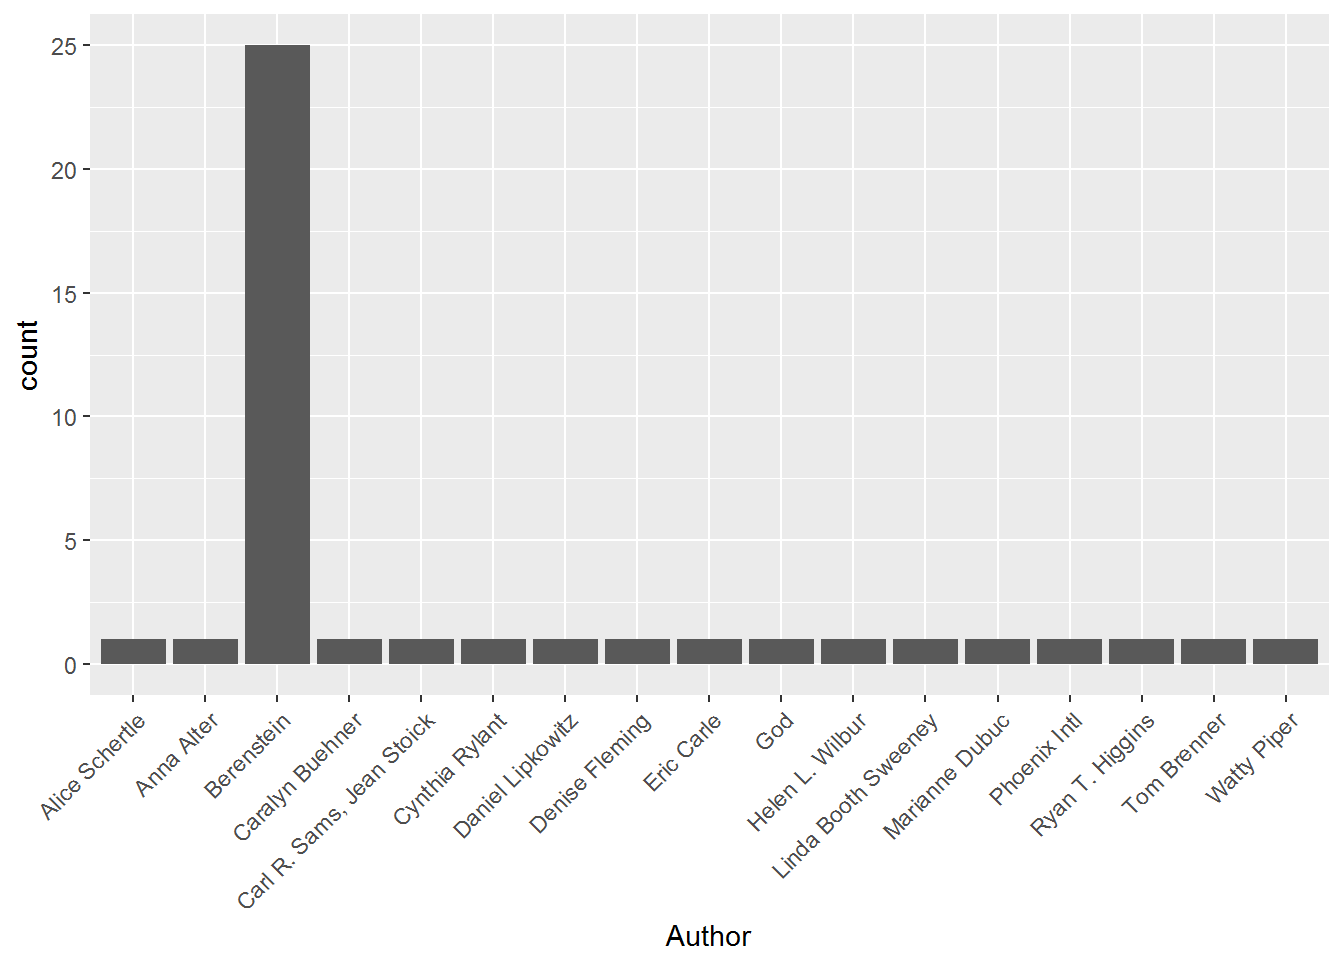 25
20
15
10
5
0
count
Alice Schertle
Anna Alter
Berenstein
Caralyn Buehner
Carl R. Sams, Jean Stoick
Cynthia Rylant
Daniel Lipkowitz
Denise Fleming
Eric Carle
God
Helen L. Wilbur
Linda Booth Sweeney
Marianne Dubuc
Phoenix Intl
Ryan T. Higgins
Tom Brenner
Watty Piper
Author